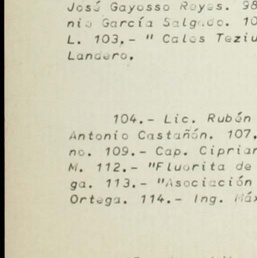 José Gayosso Reyes. 98
nio García Salgado. 10
L. 103.- " Cales Teziu
Landero.
104.- Lic. Rubén
Antonio Castañán. 107.
no. 109.- Cap. Ciprian
M. 112.- "Fluorita de
ga. 113.- "Asociación
Ortega. 114.- Ing. Máx